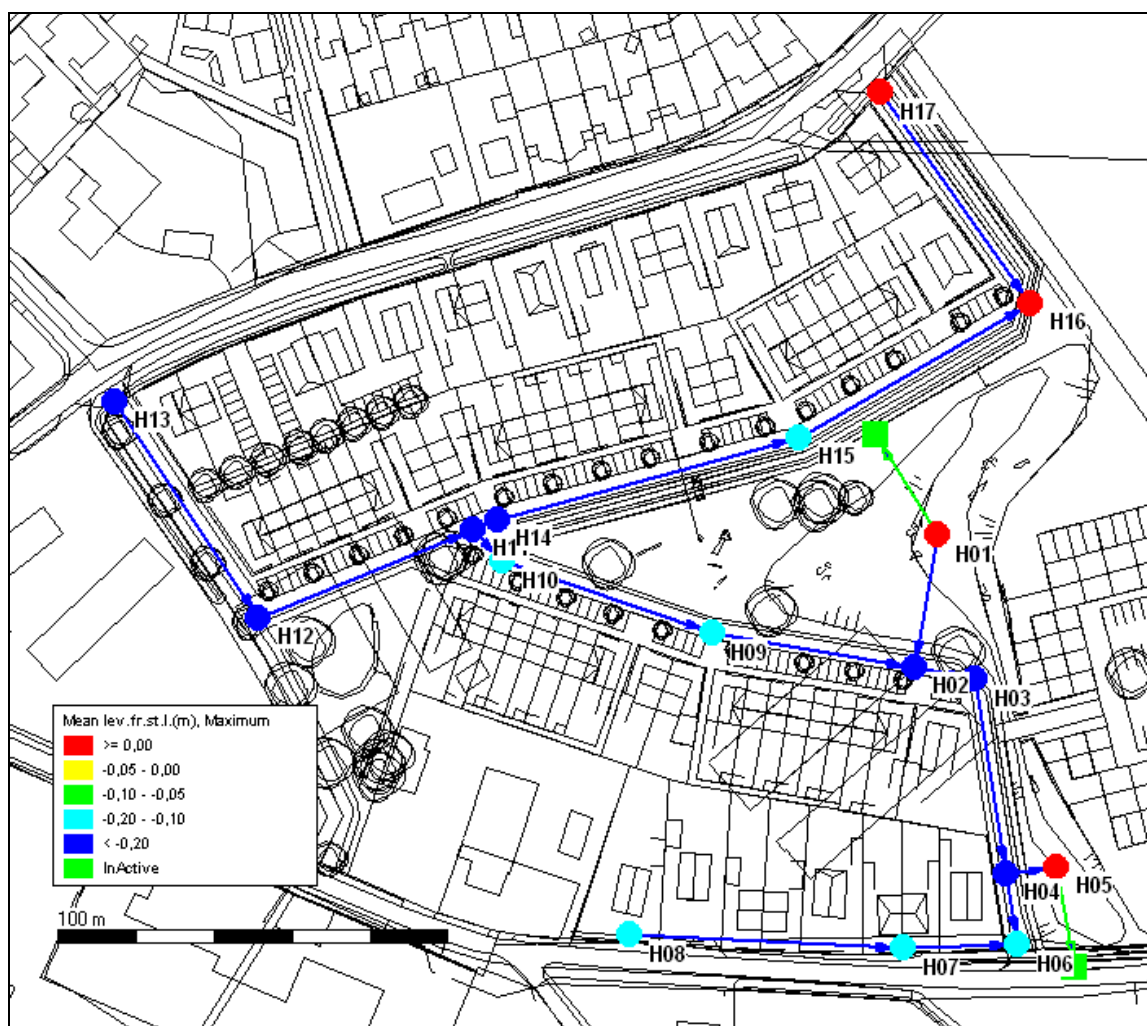 H17
H16
H13
H15
H14
H11
H01
H10
H12
H09
H02
H03
Mean lev.fr.st.l.(m), Maximum
>= 0,00
-0,05 - 0,00
-0,10 - -0,05
-0,20 - -0,10
< -0,20
InActive
H04
H05
100 m
H08
H07
H06